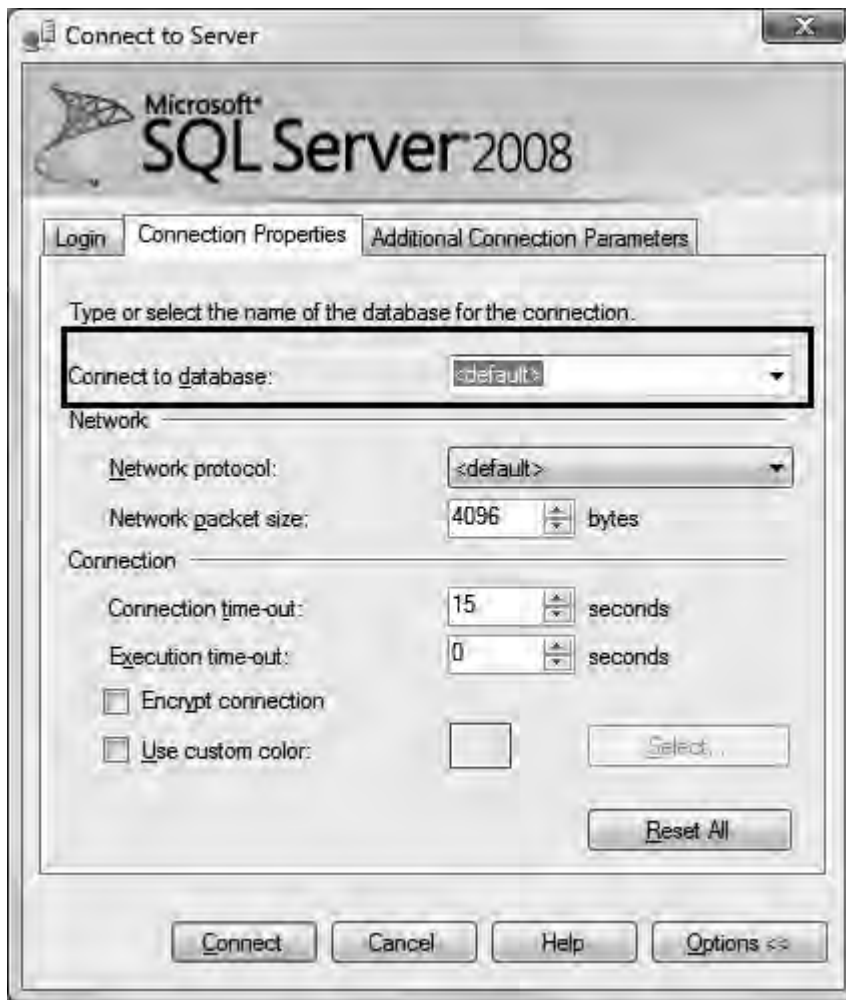 Connect to Server
Microsoft®
SQL Server 2008
Login Connection Properties Additional Connection Parameters
Type or select the name of the database for the connection.
Connect to database: <default>
Network
Network protocol: <default>
Network packet size: 4096 bytes
Connection
Connection time-out: 15 seconds
Execution time-out: 0 seconds
Encrypt connection
Use custom color: Select...
Reset All
Connect Cancel Help Options <<